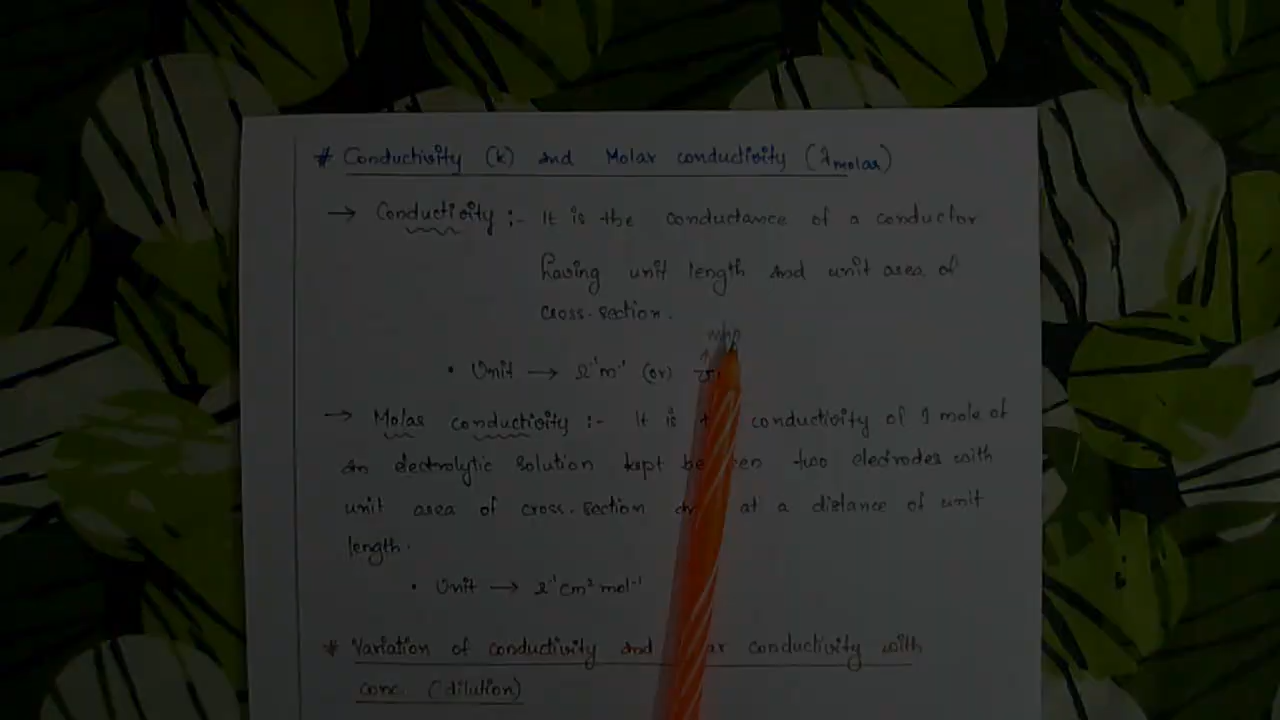 # Conductivity (k) and Molar conductivity (λmolar)
→ Conductivity :- It is the conductance of a conductor
having unit length and unit area of
cross-section.
mho
• Unit → Ω⁻¹m⁻¹ (or)
→ Molar conductivity :- It is conductivity of 1 mole of
an electrolytic solution kept between two electrodes with
unit area of cross-section at a distance of unit
length.
• Unit → Ω⁻¹cm²mol⁻¹
# Variation of conductivity and conductivity with
conc. (dilution)